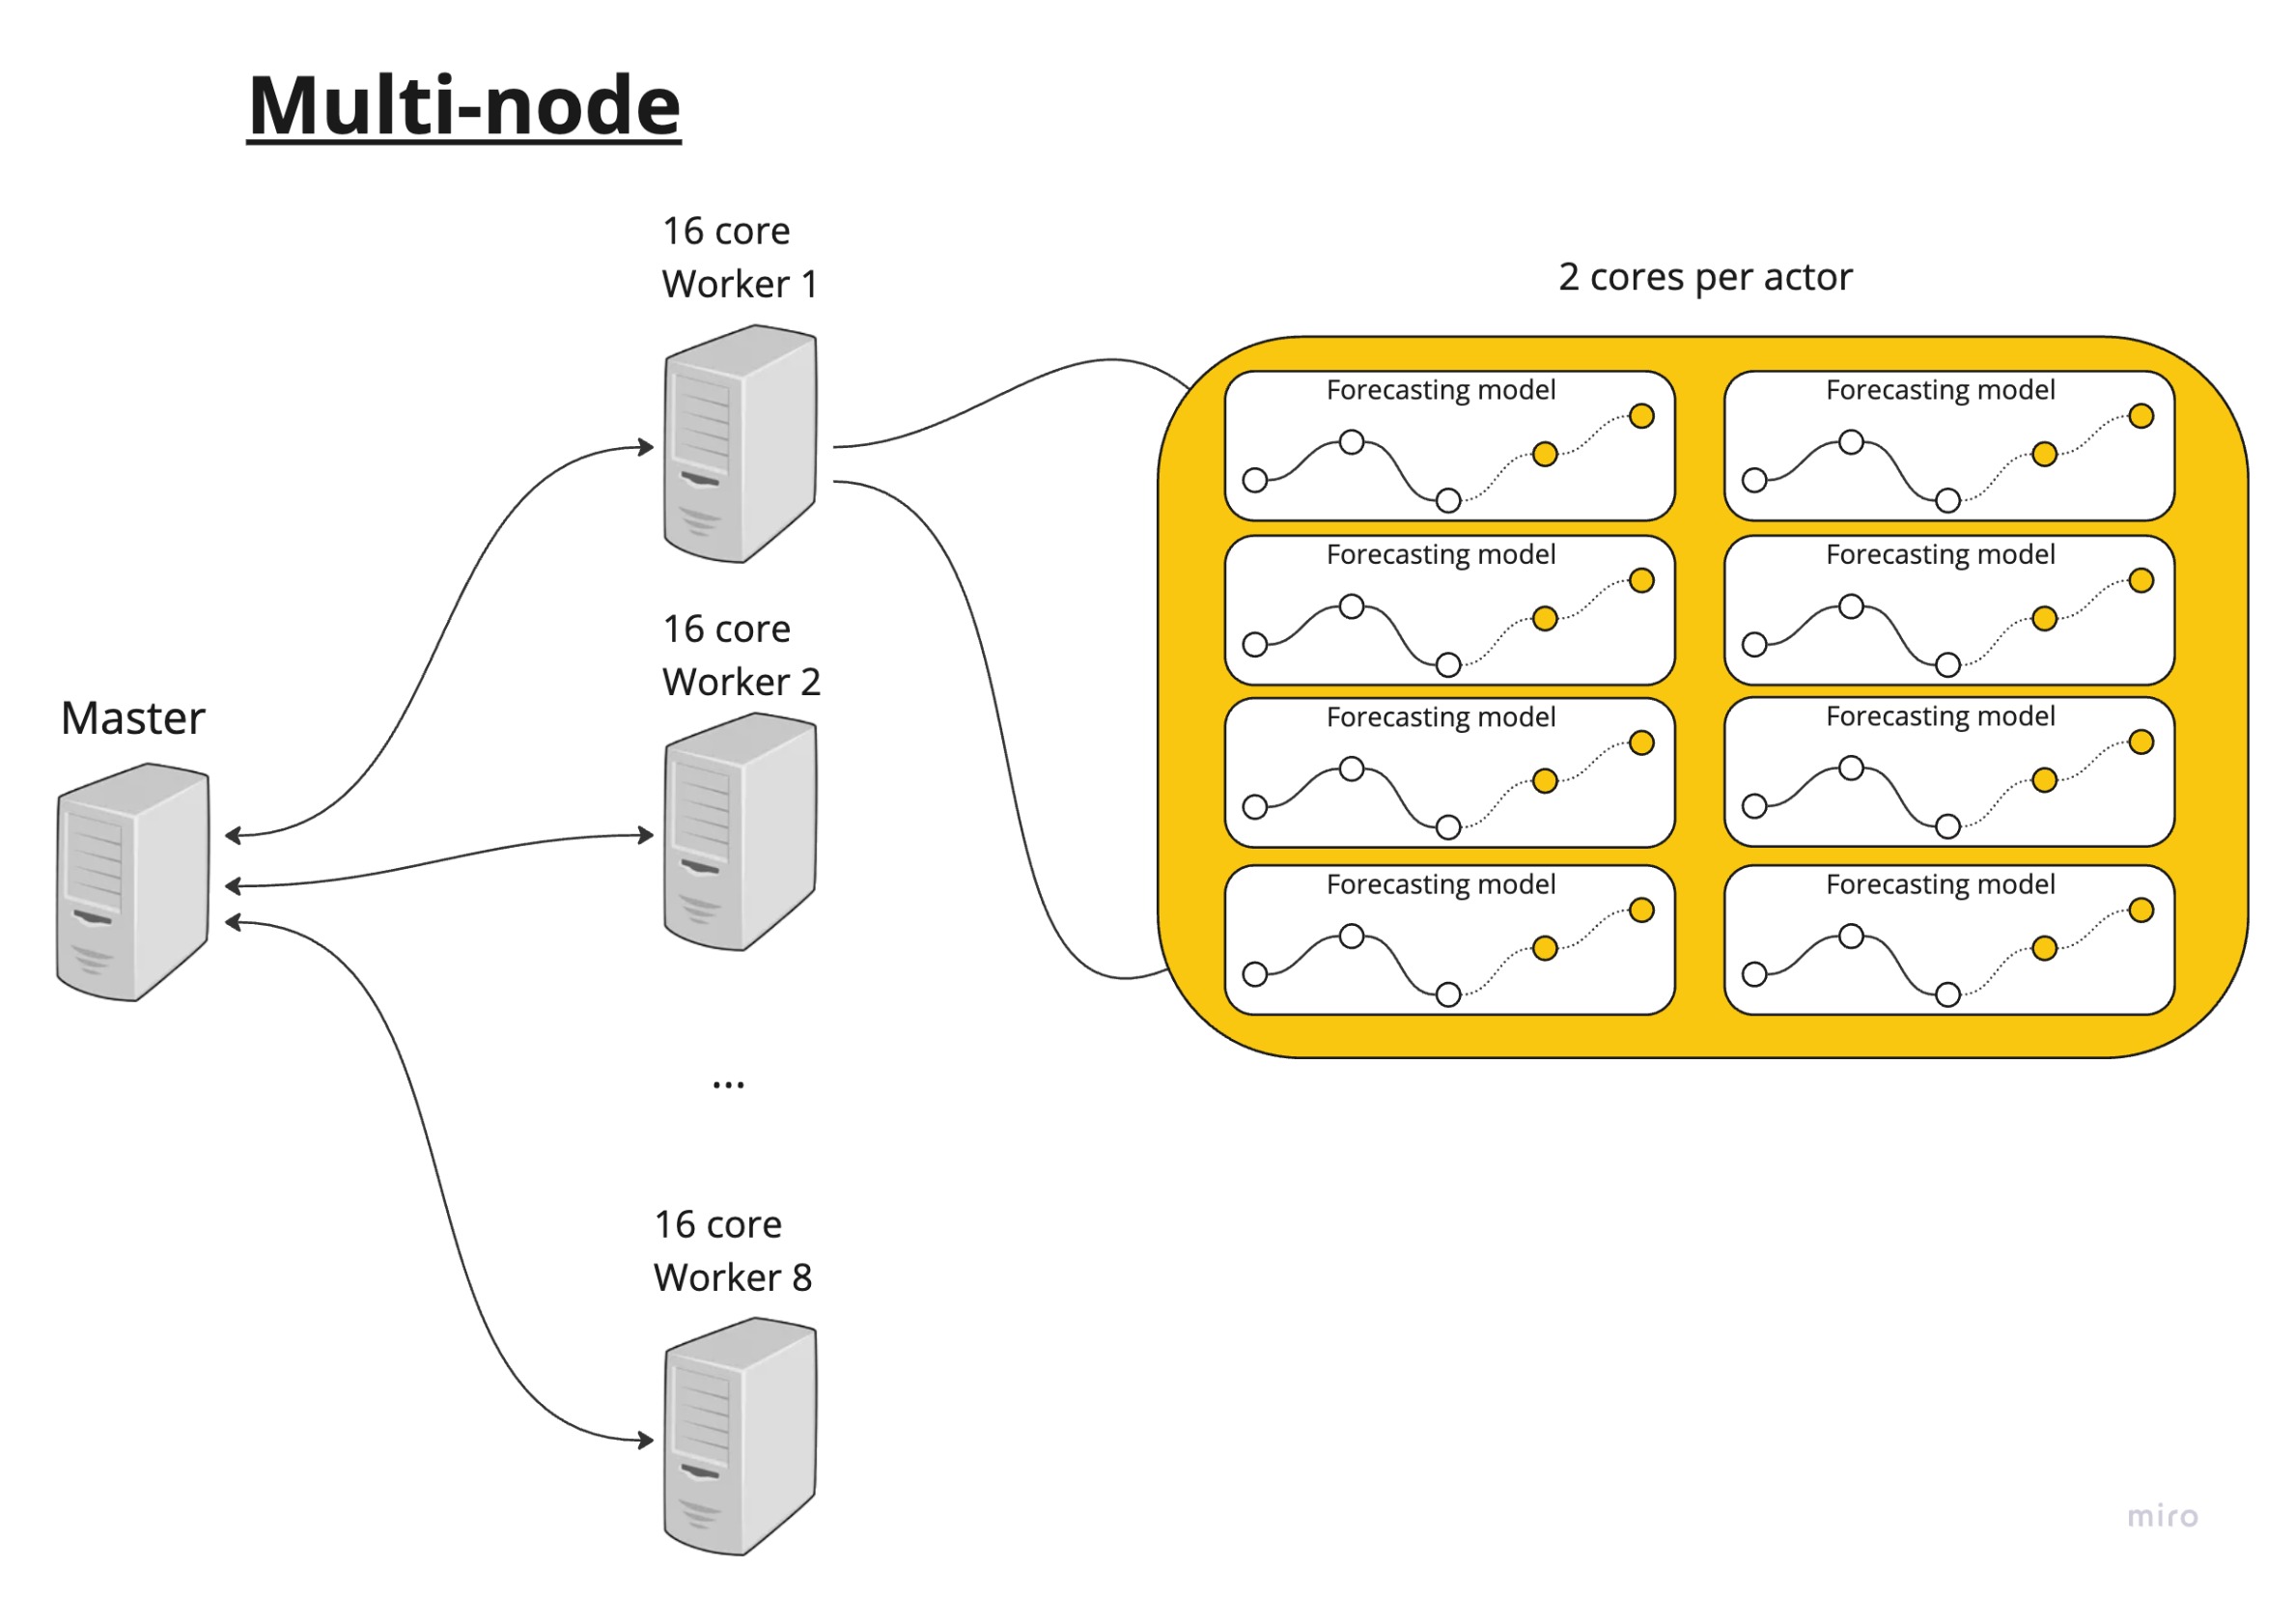 Multi-node
16 core
Worker 1
2 cores per actor
Forecasting model
Forecasting model
Forecasting model
Forecasting model
16 core
Worker 2
Master
Forecasting model
Forecasting model
Forecasting model
Forecasting model
...
16 core
Worker 8
miro